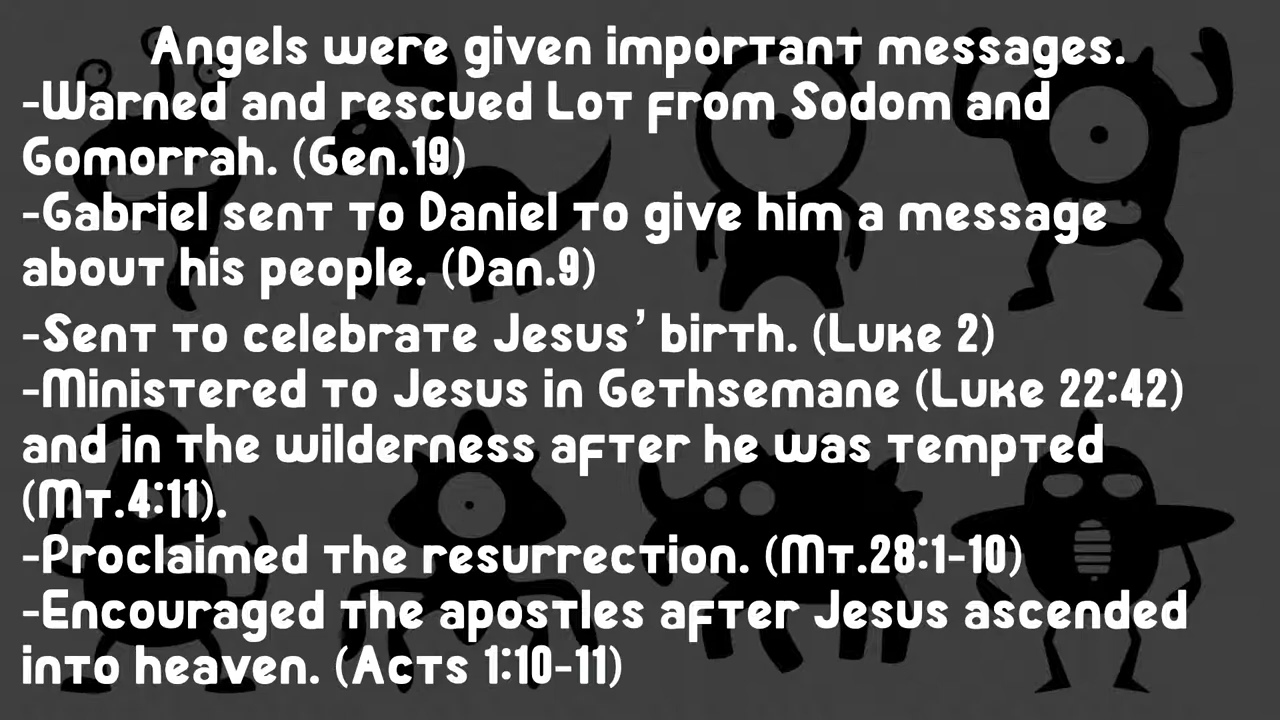 Angels were given important messages.
-Warned and rescued Lot from Sodom and
Gomorrah. (Gen.19)
-Gabriel sent to Daniel to give him a message
about his people. (Dan.9)
-Sent to celebrate Jesus’ birth. (Luke 2)
-Ministered to Jesus in Gethsemane (Luke 22:42)
and in the wilderness after he was tempted
(Mt.4:11).
-Proclaimed the resurrection. (Mt.28:1-10)
-Encouraged the apostles after Jesus ascended
into heaven. (Acts 1:10-11)